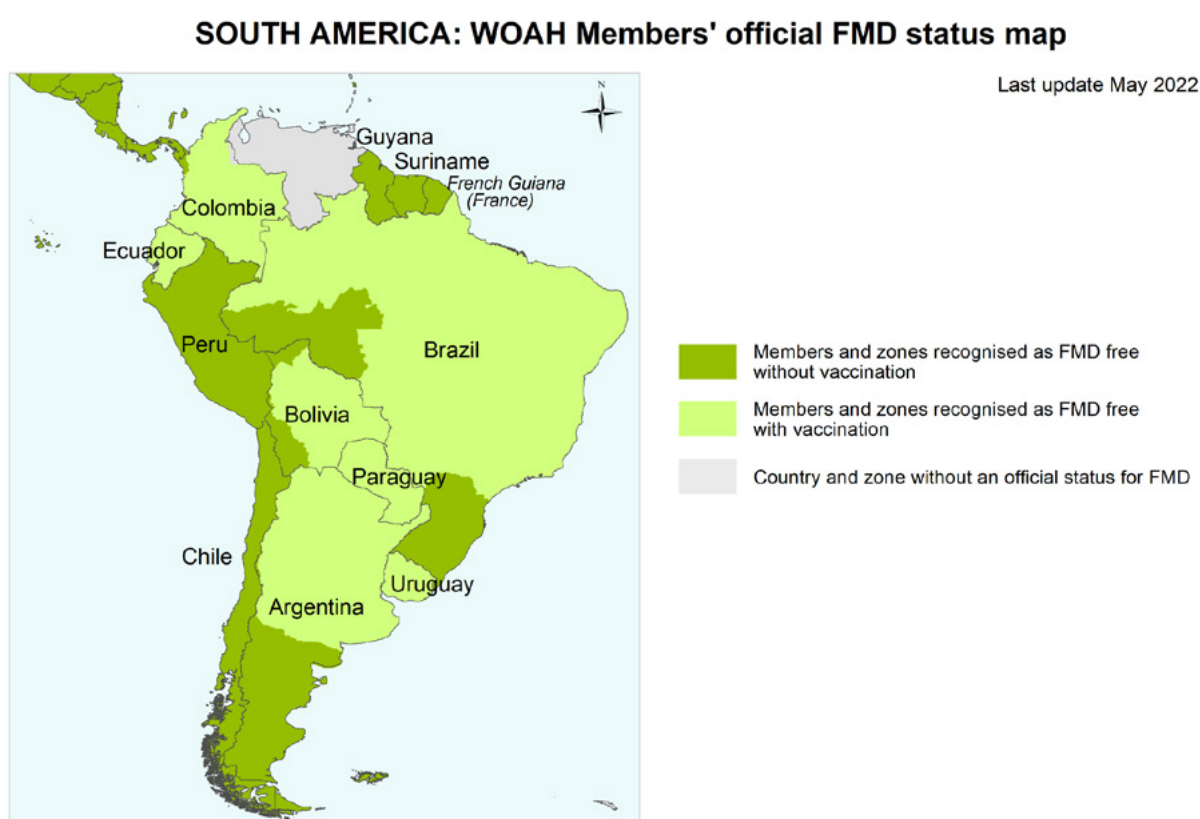 SOUTH AMERICA: WOAH Members' official FMD status map
Last update May 2022
N
Guyana
Suriname
French Guiana
(France)
Colombia
Ecuador
Peru
Brazil
Bolivia
Paraguay
Chile
Uruguay
Argentina
Members and zones recognised as FMD free
without vaccination
Members and zones recognised as FMD free
with vaccination
Country and zone without an official status for FMD